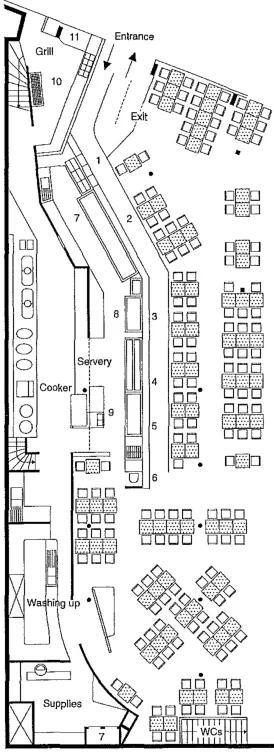 Entrance
11
Grill
10
Exit
1
7
2
8
3
Servery
4
Cooker
9
5
6
Washing up
Supplies
7
WCs